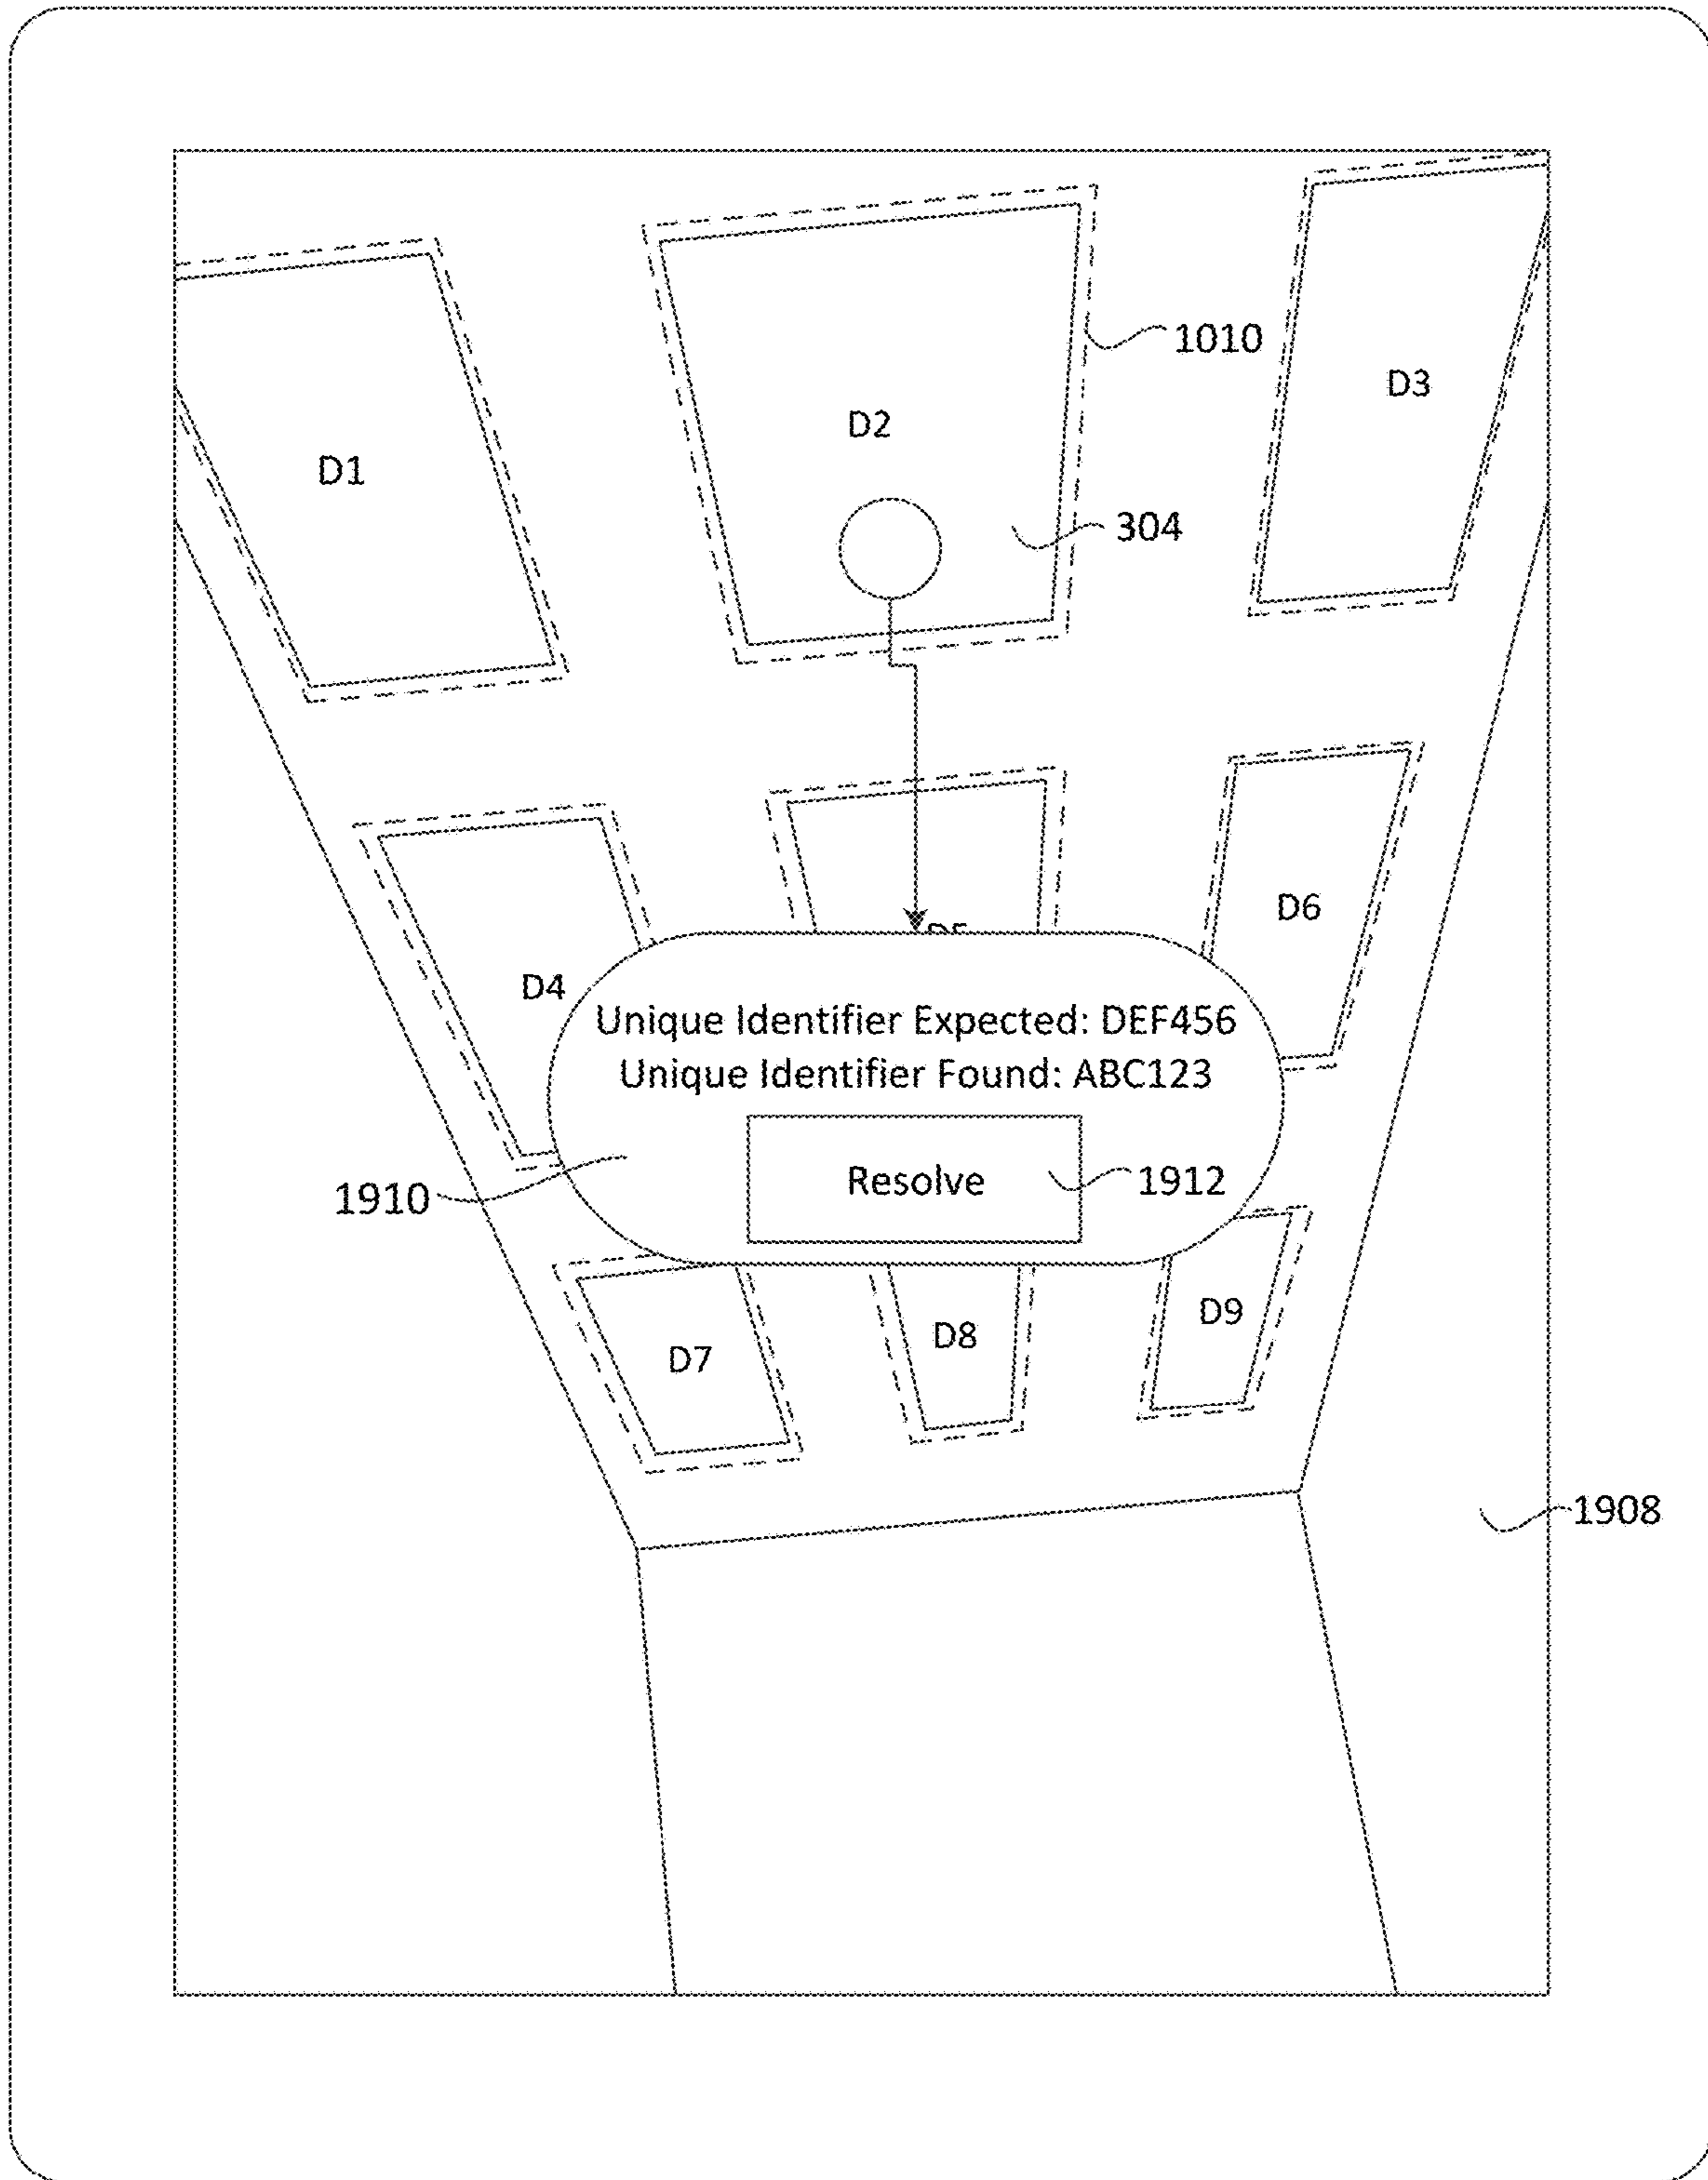 1010
D3
D2
D1
304
D6
D4
Unique Identifier Expected: DEF456
Unique Identifier Found: ABC123
Resolve
1912
1910
D9
D8
D7
1908